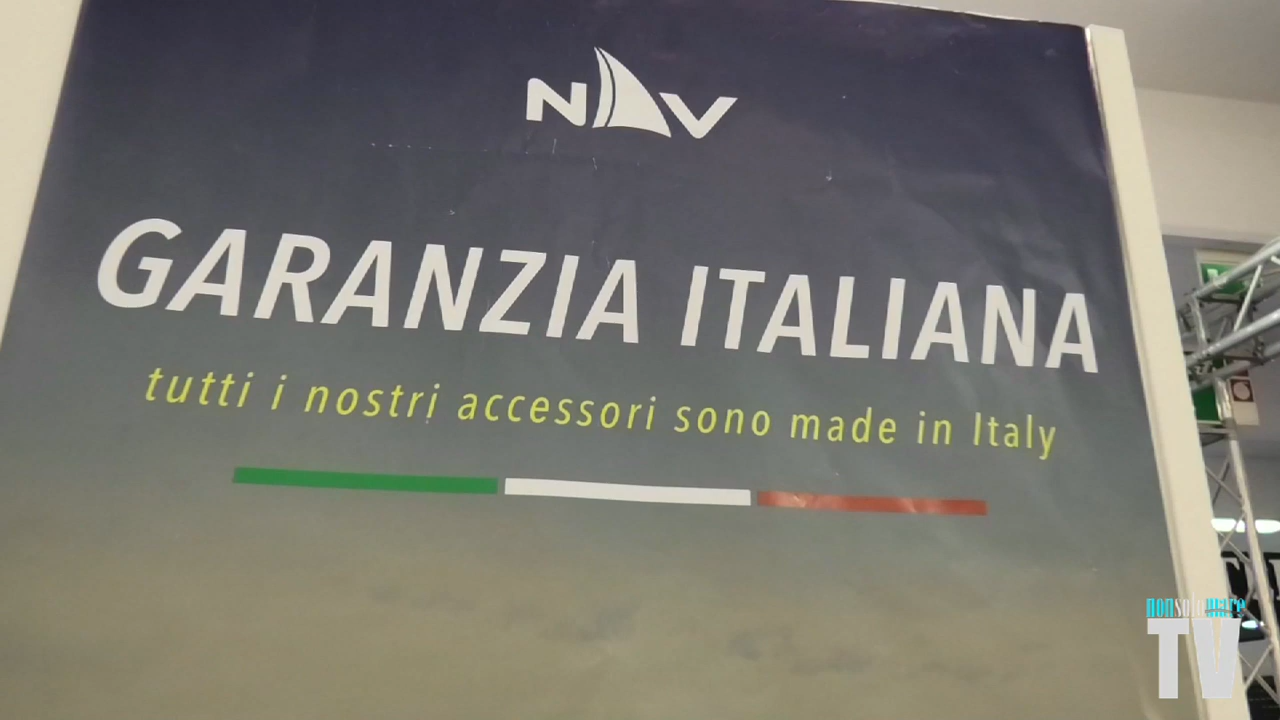 NAV
GARANZIA ITALIANA
tutti i nostri accessori sono made in Italy
nonsolomare
TV